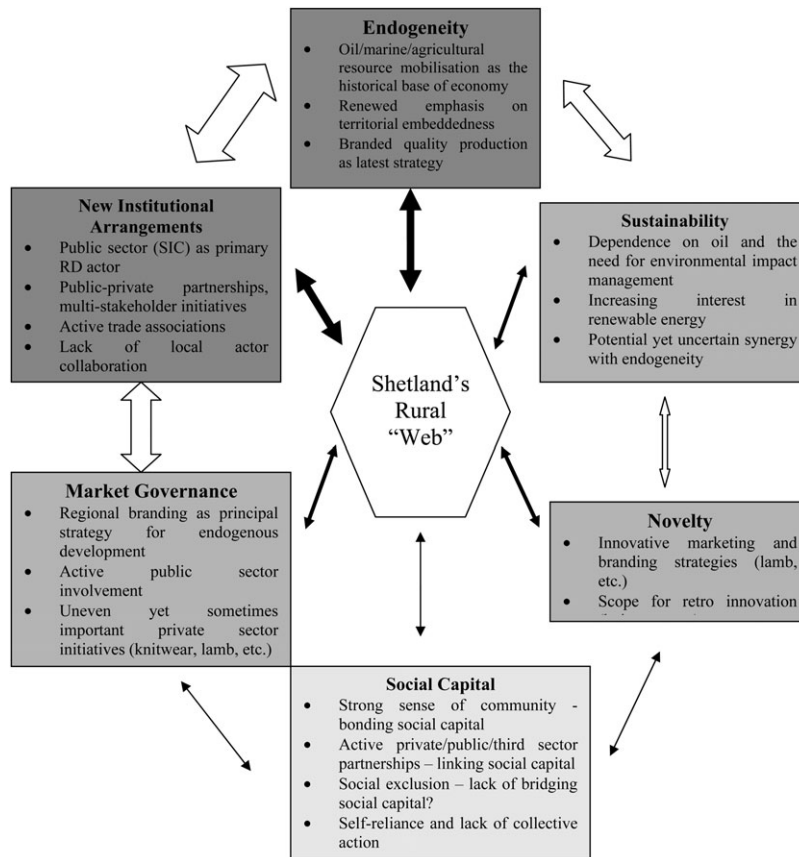 Endogeneity
• Oil/marine/agricultural
resource mobilisation as the
historical base of economy
• Renewed emphasis on
territorial embeddedness
• Branded quality production
as latest strategy
New Institutional
Arrangements
• Public sector (SIC) as primary
RD actor
• Public-private partnerships,
multi-stakeholder initiatives
• Active trade associations
• Lack of local actor
collaboration
Sustainability
• Dependence on oil and the
need for environmental impact
management
• Increasing interest in
renewable energy
• Potential yet uncertain synergy
with endogeneity
Shetland’s
Rural
“Web”
Market Governance
• Regional branding as principal
strategy for endogenous
development
• Active public sector
involvement
• Uneven yet sometimes
important private sector
initiatives (knitwear, lamb, etc.)
Novelty
• Innovative marketing and
branding strategies (lamb,
etc.)
• Scope for retro innovation
Social Capital
• Strong sense of community -
bonding social capital
• Active private/public/third sector
partnerships – linking social capital
• Social exclusion – lack of bridging
social capital?
• Self-reliance and lack of collective
action